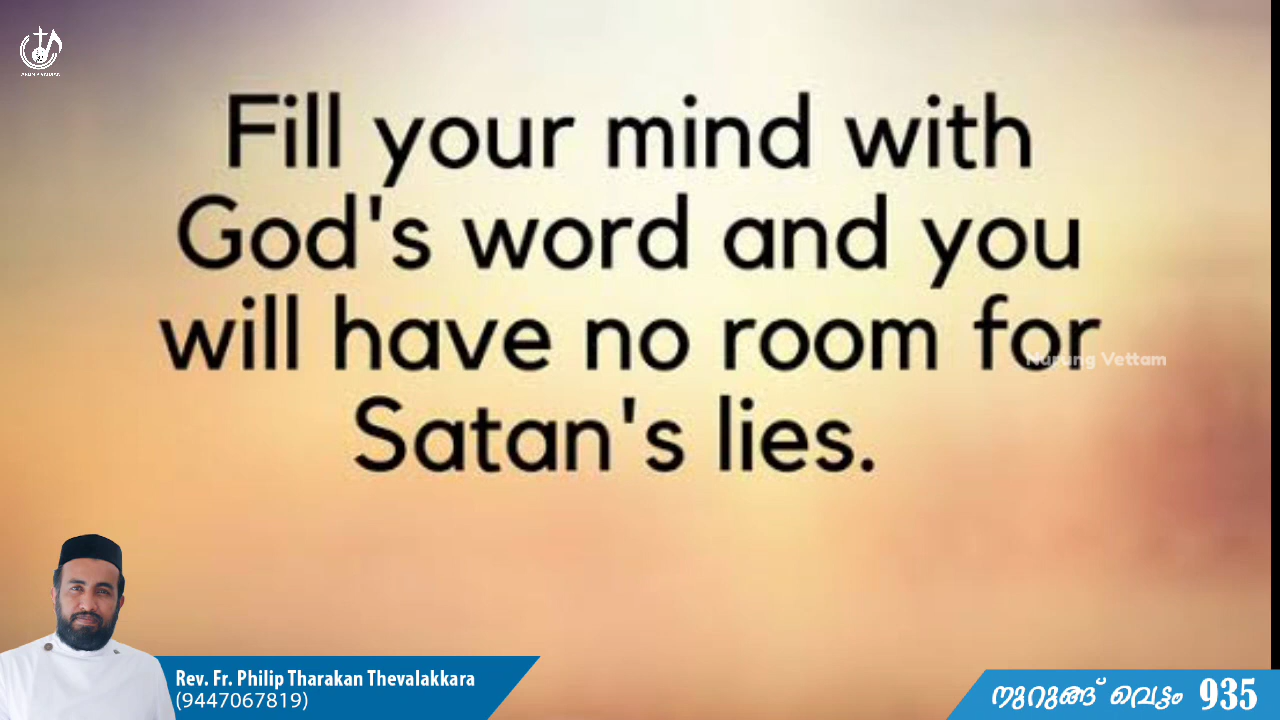 Fill your mind with
God's word and you
will have no room for
Nurung Vettam
Satan's lies.
Rev. Fr. Philip Tharakan Thevalakkara
(9447067819)
നുറുങ്ങ് വെട്ടം 935